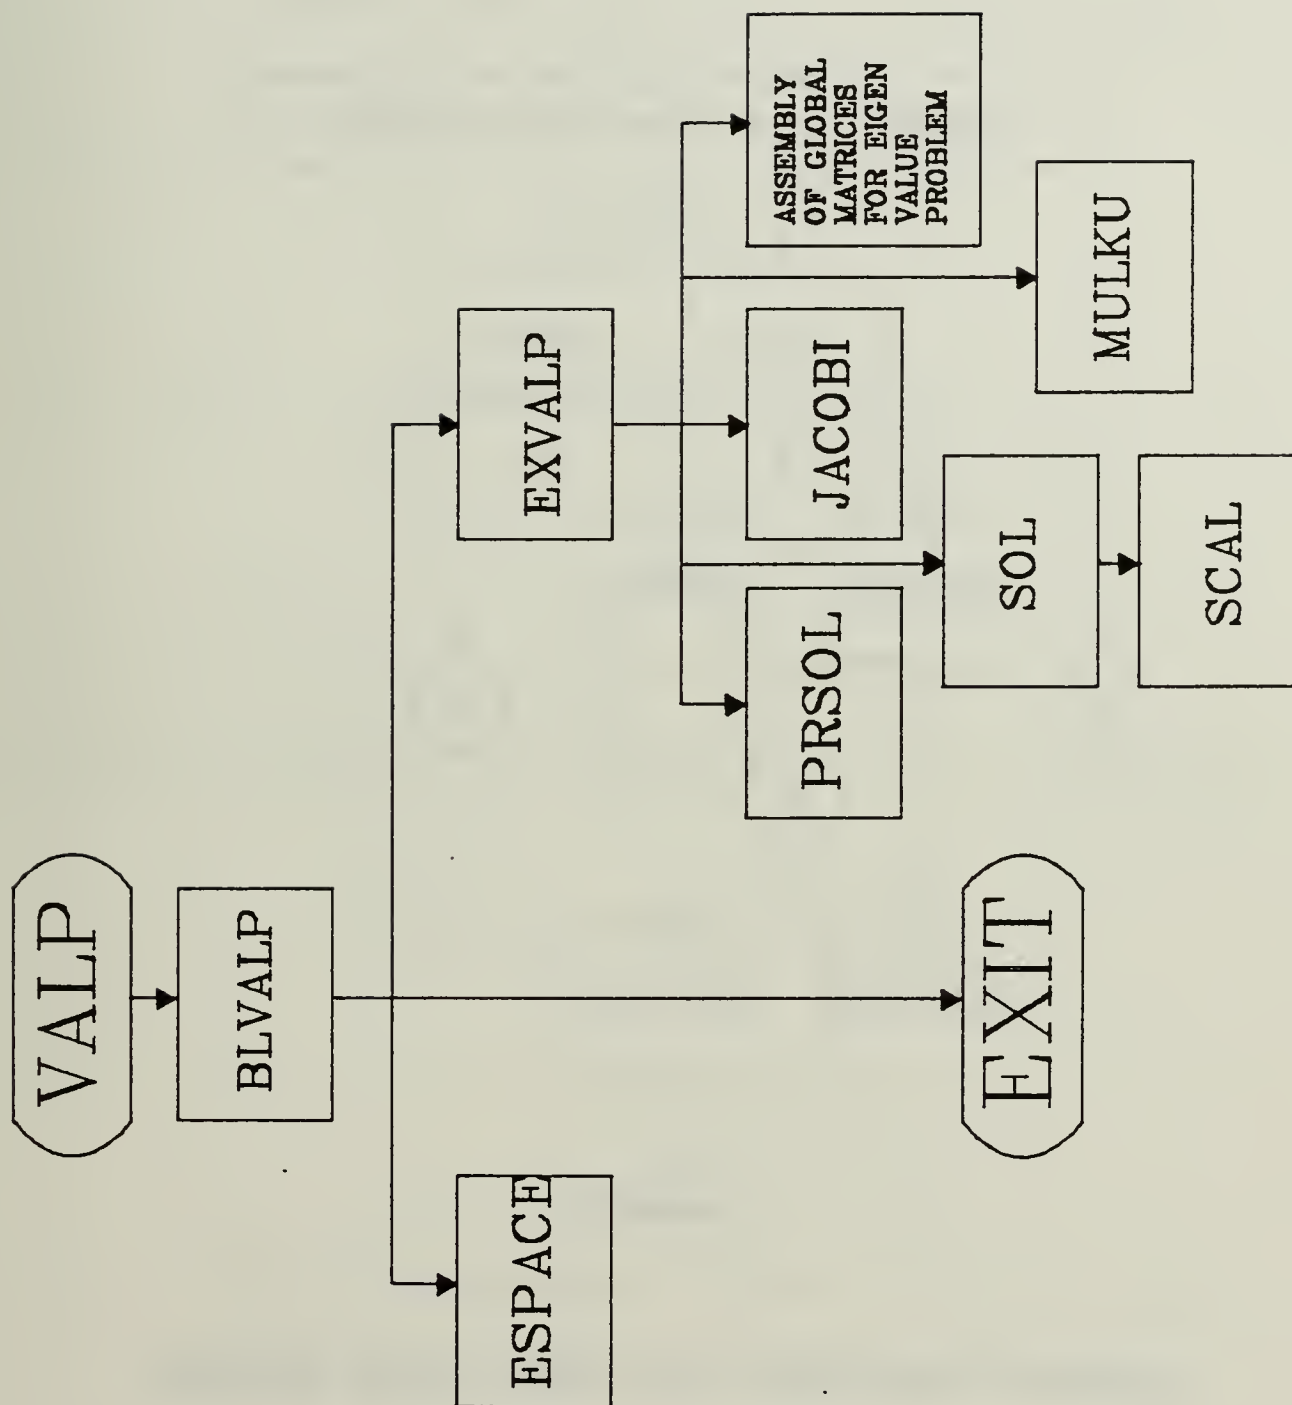 VALP
BLVALP
ESPACE
EXVALP
EXIT
PRSOL
JACOBI
ASSEMBLY
OF GLOBAL
MATRICES
FOR EIGEN
VALUE
PROBLEM
SOL
MULKU
SCAL